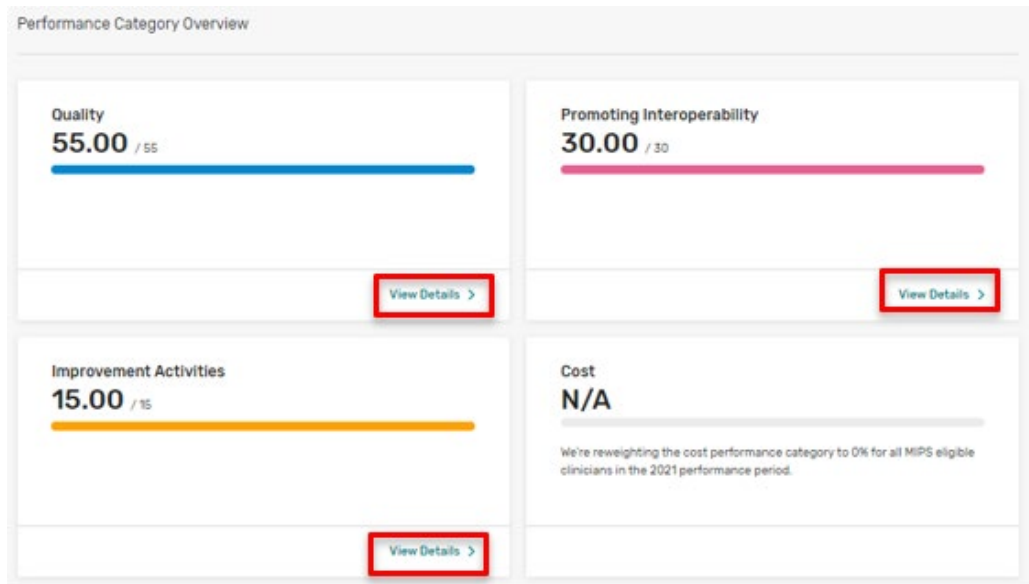 Performance Category Overview
Quality
55.00 / 55
View Details >
Promoting Interoperability
30.00 / 30
View Details >
Improvement Activities
15.00 / 15
View Details >
Cost
N/A
We're reweighting the cost performance category to 0% for all MIPS eligible
clinicians in the 2021 performance period.